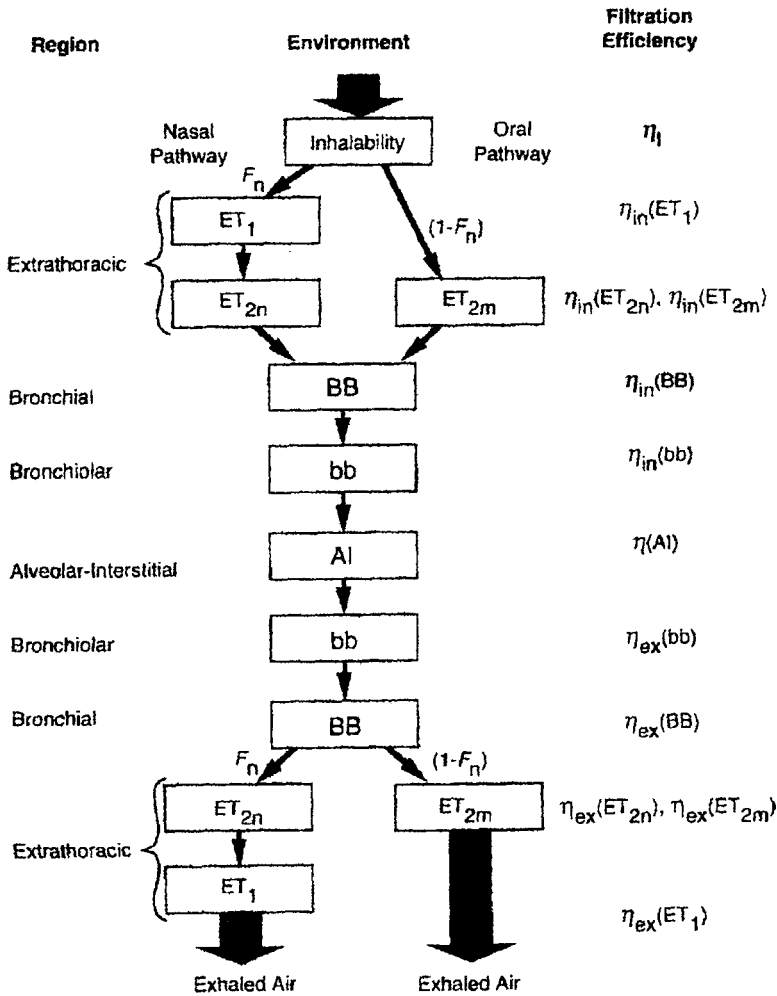 Region Environment Filtration Efficiency
Nasal Pathway Inhalability Oral Pathway η_I
F_n
ET_1 η_in(ET_1)
(1-F_n)
Extrathoracic
ET_2n ET_2m η_in(ET_2n), η_in(ET_2m)
Bronchial BB η_in(BB)
Bronchiolar bb η_in(bb)
Alveolar-Interstitial AI η(AI)
Bronchiolar bb η_ex(bb)
Bronchial BB η_ex(BB)
F_n (1-F_n)
ET_2n ET_2m η_ex(ET_2n), η_ex(ET_2m)
Extrathoracic
ET_1 η_ex(ET_1)
Exhaled Air Exhaled Air